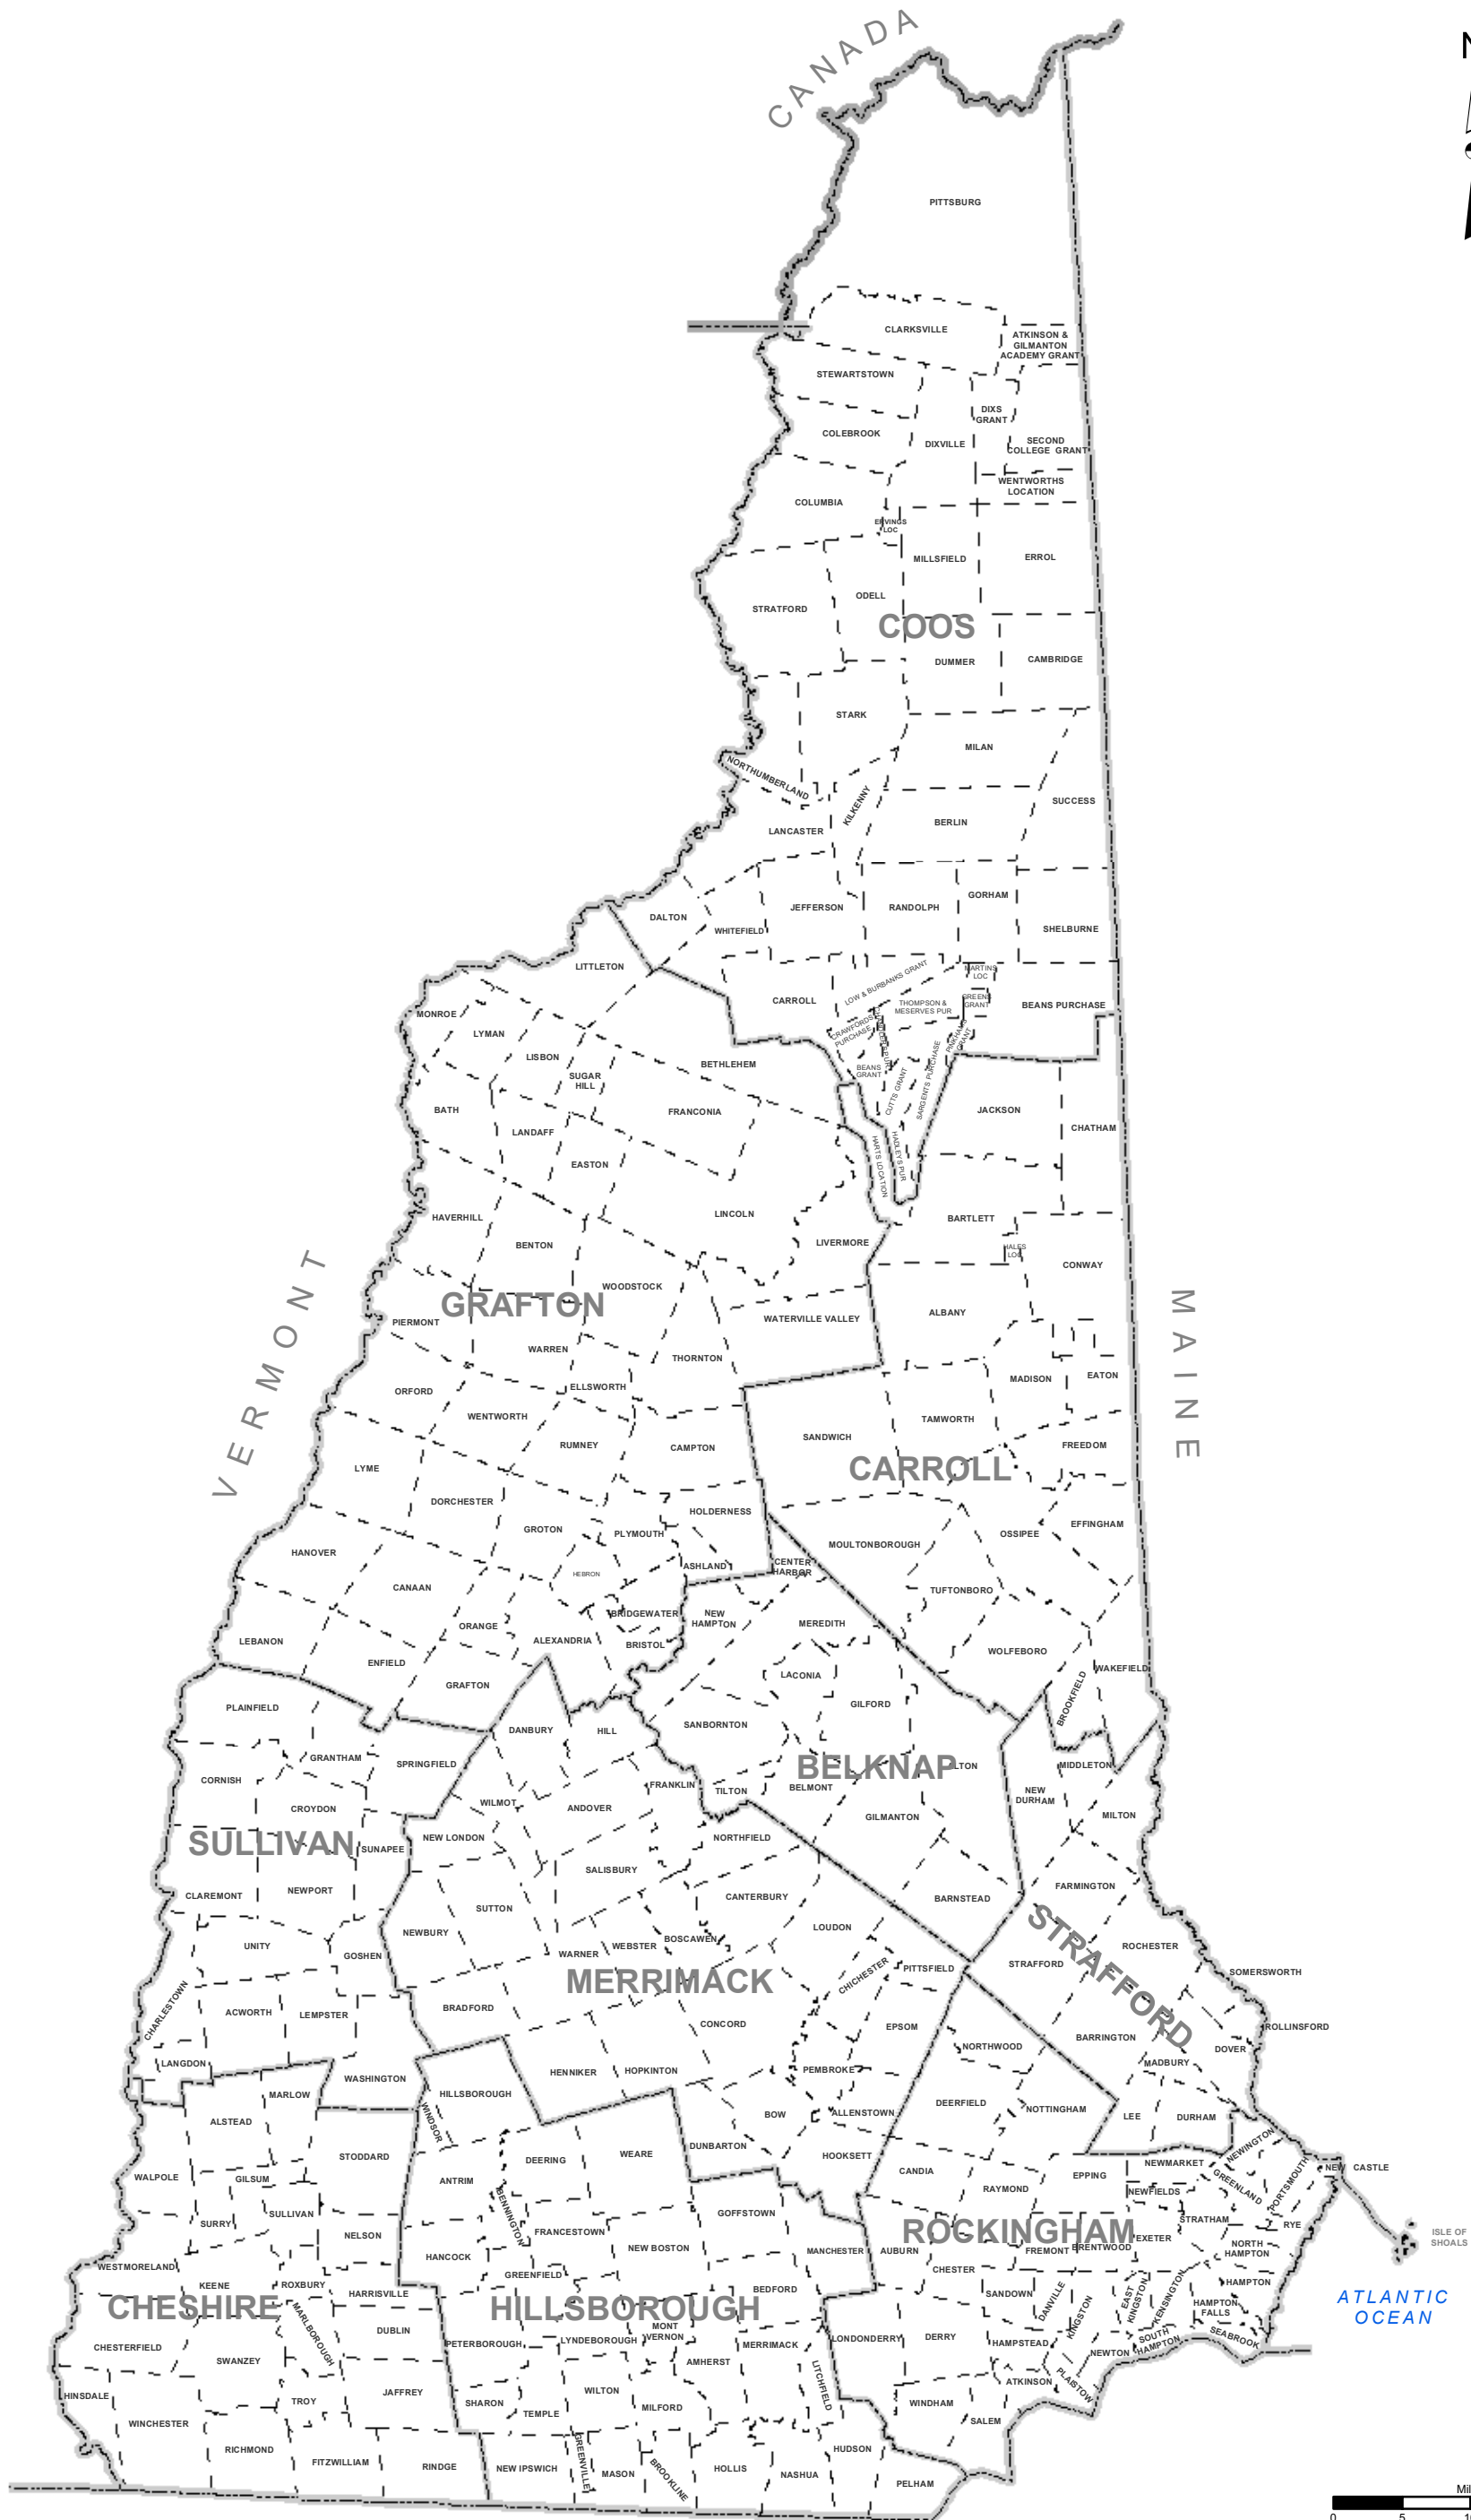 CANADA
N
PITTSBURG
CLARKSVILLE
ATKINSON &
GILMANTON
ACADEMY GRANT
STEWARTSTOWN
DIXS
GRANT
COLEBROOK
DIXVILLE
SECOND
COLLEGE GRANT
WENTWORTHS
LOCATION
COLUMBIA
ERVINGS
LOC
MILLSFIELD
ERROL
ODELL
STRATFORD
COOS
DUMMER
CAMBRIDGE
STARK
MILAN
NORTHUMBERLAND
KILKENNY
SUCCESS
LANCASTER
BERLIN
DALTON
JEFFERSON
RANDOLPH
GORHAM
WHITEFIELD
SHELBURNE
LITTLETON
LOW & BURBANKS GRANT
MARTINS
LOC
CARROLL
THOMPSON &
MESERVES PUR
GREENS
GRANT
BEANS PURCHASE
MONROE
CRAWFORDS
PURCHASE
LYMAN
PINKHAMS
GRANT
LISBON
BETHLEHEM
SUGAR
HILL
BEANS
GRANT
CUTTS GRANT
SARGENTS PURCHASE
BATH
FRANCONIA
JACKSON
CHATHAM
LANDAFF
EASTON
HARTS LOCATION
HADLEYS PUR
HAVERHILL
LINCOLN
BARTLETT
BENTON
LIVERMORE
HALES
LOC
CONWAY
VERMONT
MAINE
WOODSTOCK
GRAFTON
PIERMONT
WATERVILLE VALLEY
ALBANY
WARREN
THORNTON
ORFORD
ELLSWORTH
MADISON
EATON
WENTWORTH
TAMWORTH
RUMNEY
CAMPTON
SANDWICH
FREEDOM
LYME
CARROLL
DORCHESTER
HOLDERNESS
GROTON
PLYMOUTH
OSSIPEE
EFFINGHAM
HANOVER
MOULTONBOROUGH
ASHLAND
CENTER
HARBOR
HEBRON
CANAAN
TUFTONBORO
BRIDGEWATER
NEW
HAMPTON
MEREDITH
ORANGE
LEBANON
ALEXANDRIA
BRISTOL
WOLFEBORO
ENFIELD
WAKEFIELD
GRAFTON
LACONIA
BROOKFIELD
PLAINFIELD
GILFORD
DANBURY
HILL
SANBORNTON
GRANTHAM
SPRINGFIELD
BELKNAP
LTON
MIDDLETON
CORNISH
FRANKLIN
TILTON
BELMONT
NEW
DURHAM
CROYDON
WILMOT
ANDOVER
GILMANTON
MILTON
SULLIVAN
SUNAPEE
NEW LONDON
NORTHFIELD
SALISBURY
FARMINGTON
CLAREMONT
NEWPORT
CANTERBURY
BARNSTEAD
SUTTON
STRAFFORD
NEWBURY
LOUDON
UNITY
BOSCAWEN
WEBSTER
WARNER
ROCHESTER
GOSHEN
STRAFFORD
PITTSFIELD
SOMERSWORTH
MERRIMACK
CHICHESTER
CHARLESTOWN
ACWORTH
LEMPSTER
BRADFORD
CONCORD
EPSOM
ROLLINSFORD
BARRINGTON
NORTHWOOD
DOVER
LANGDON
MADBURY
WASHINGTON
HENNIKER
HOPKINTON
PEMBROKE
MARLOW
HILLSBOROUGH
DEERFIELD
NOTTINGHAM
ALSTEAD
WINDSOR
BOW
ALLENSTOWN
LEE
DURHAM
DUNBARTON
NEWINGTON
STODDARD
WEARE
DEERING
HOOKSETT
NEWMARKET
NEW CASTLE
WALPOLE
GILSUM
ANTRIM
CANDIA
EPPING
RAYMOND
NEWFIELDS
GREENLAND
PORTSMOUTH
SULLIVAN
BENNINGTON
GOFFSTOWN
SURRY
NELSON
FRANCESTOWN
ROCKINGHAM
STRATHAM
RYE
ISLE OF
SHOALS
EXETER
NEW BOSTON
MANCHESTER
AUBURN
FREMONT
BRENTWOOD
NORTH
HAMPTON
HANCOCK
WESTMORELAND
GREENFIELD
CHESTER
KEENE
ROXBURY
HARRISVILLE
BEDFORD
SANDOWN
DANVILLE
EAST
KINGSTON
KENSINGTON
HAMPTON
ATLANTIC
OCEAN
CHESHIRE
HILLSBOROUGH
HAMPTON
FALLS
MARLBOROUGH
DUBLIN
KINGSTON
MONT
VERNON
SEABROOK
CHESTERFIELD
PETERBOROUGH
LYNDEBOROUGH
MERRIMACK
LONDONDERRY
DERRY
HAMPSTEAD
SOUTH
HAMPTON
NEWTON
SWANZEY
AMHERST
LITCHFIELD
ATKINSON
PLAISTOW
HINSDALE
JAFFREY
TROY
SHARON
WILTON
WINDHAM
TEMPLE
MILFORD
SALEM
WINCHESTER
RICHMOND
FITZWILLIAM
RINDGE
NEW IPSWICH
GREENVILLE
MASON
BROOKLINE
HOLLIS
NASHUA
HUDSON
PELHAM
Mil
0 5 10